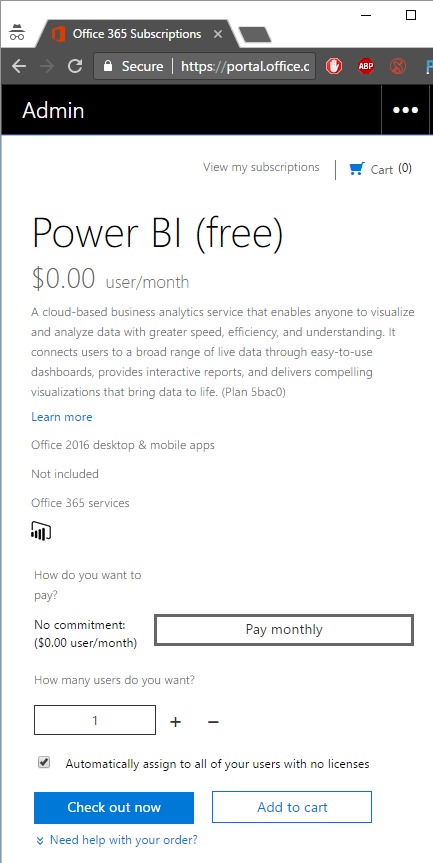 Office 365 Subscriptions
Secure https://portal.office.c
ABP
Admin
View my subscriptions
Cart (0)
Power BI (free)
$0.00 user/month
A cloud-based business analytics service that enables anyone to visualize
and analyze data with greater speed, efficiency, and understanding. It
connects users to a broad range of live data through easy-to-use
dashboards, provides interactive reports, and delivers compelling
visualizations that bring data to life. (Plan 5bac0)
Learn more
Office 2016 desktop & mobile apps
Not included
Office 365 services
How do you want to
pay?
No commitment:
($0.00 user/month)
Pay monthly
How many users do you want?
1 + −
Automatically assign to all of your users with no licenses
Check out now
Add to cart
Need help with your order?